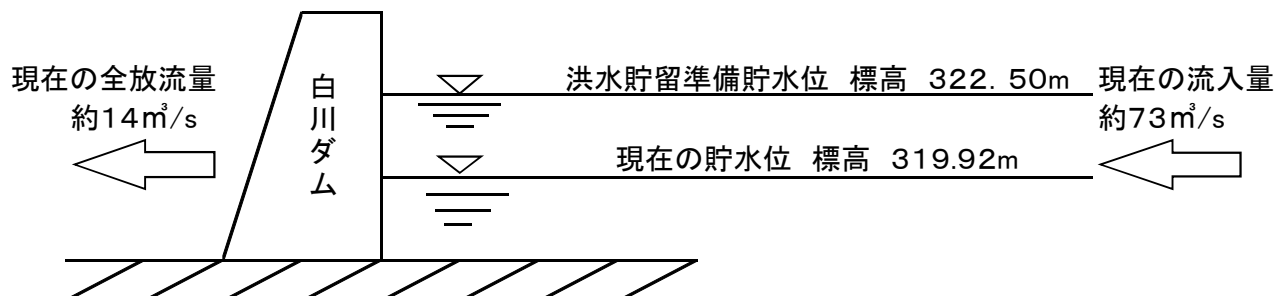 現在の全放流量
約14㎥/s
白川ダム
洪水貯留準備貯水位 標高 322.50m
現在の貯水位 標高 319.92m
現在の流入量
約73㎥/s